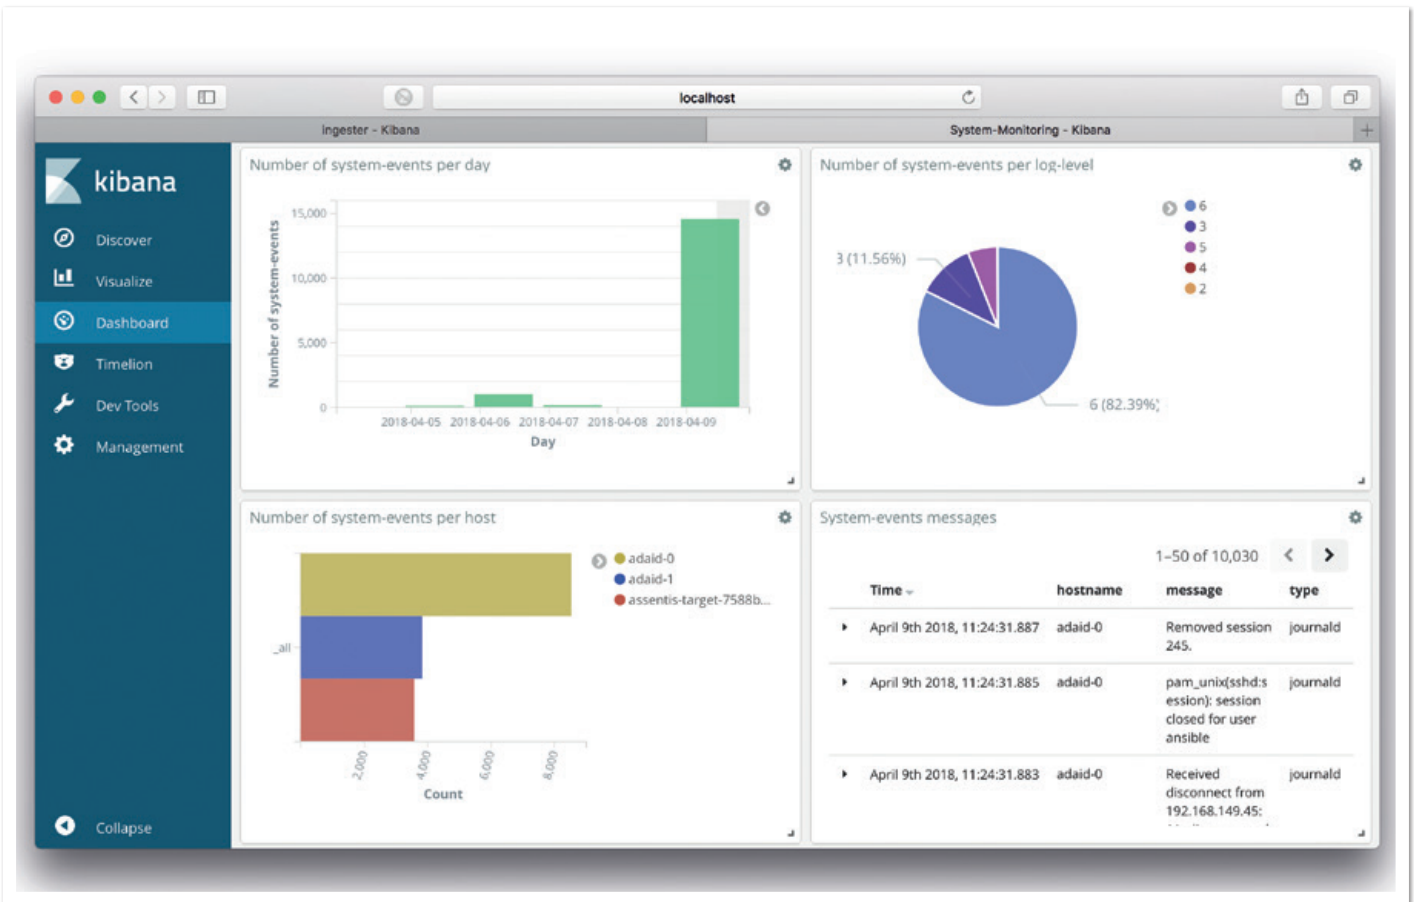 localhost
Ingester - Kibana
System-Monitoring - Kibana
kibana
Discover
Visualize
Dashboard
Timelion
Dev Tools
Management
Collapse
Number of system-events per day
Number of system-events
15,000
10,000
5,000
0
2018-04-05 2018-04-06 2018-04-07 2018-04-08 2018-04-09
Day
Number of system-events per log-level
3 (11.56%)
6 (82.39%)
6
3
5
4
2
Number of system-events per host
_all
2,000
4,000
6,000
8,000
Count
adaid-0
adaid-1
assentis-target-7588b...
System-events messages
1–50 of 10,030
Time hostname message type
April 9th 2018, 11:24:31.887 adaid-0 Removed session journald
245.
April 9th 2018, 11:24:31.885 adaid-0 pam_unix(sshd:s journald
ession): session
closed for user
ansible
April 9th 2018, 11:24:31.883 adaid-0 Received journald
disconnect from
192.168.149.45: